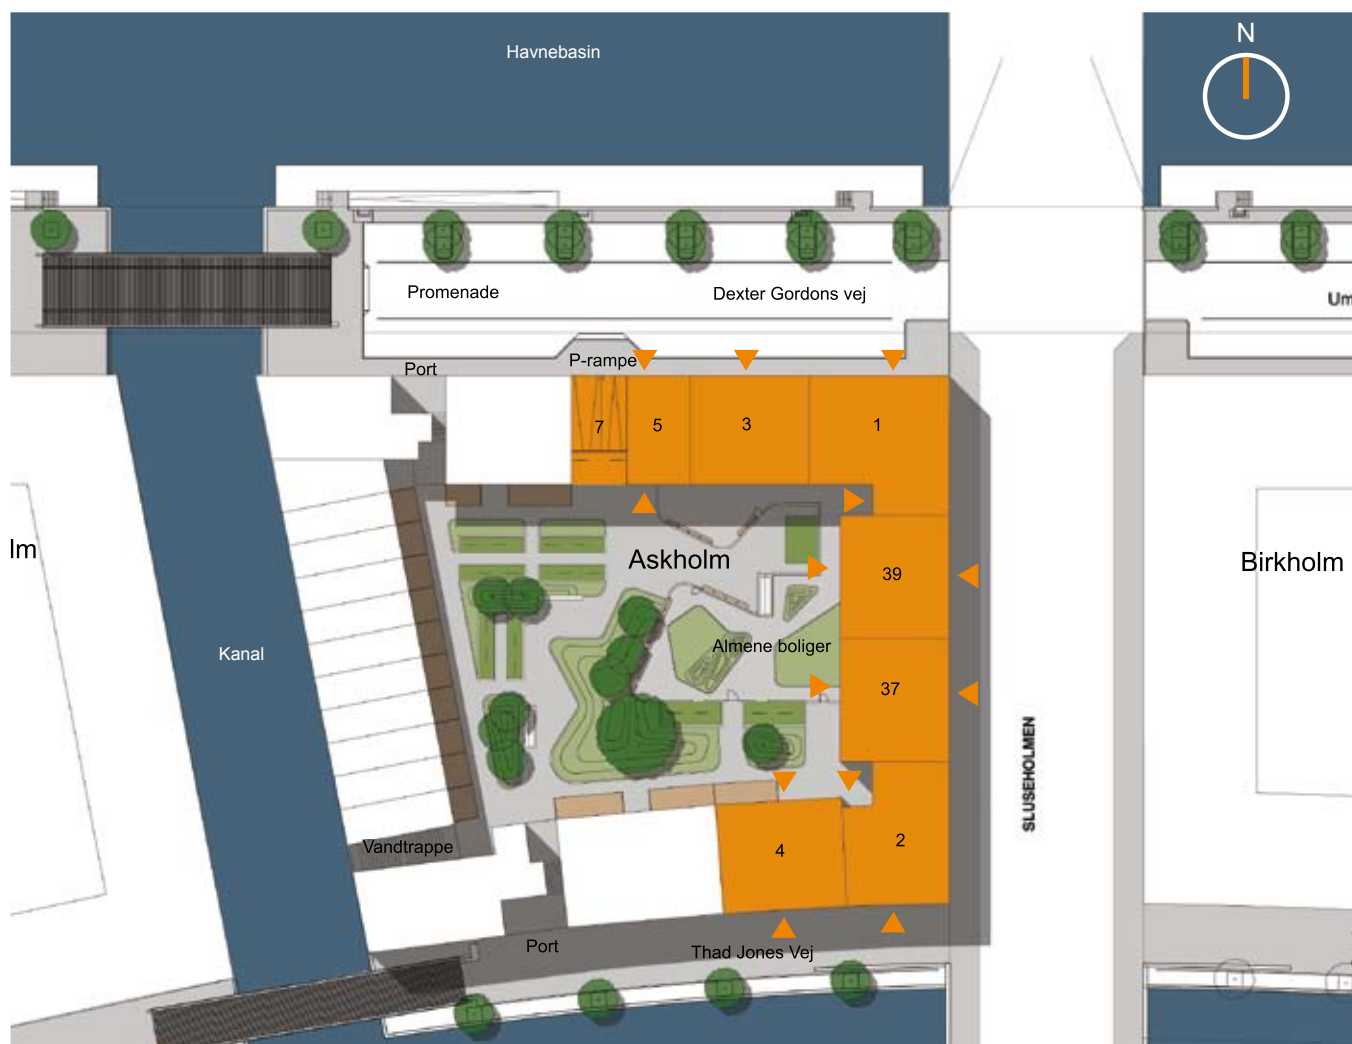 Havnebasin
N
Promenade
Dexter Gordons vej
Um
Port
P-rampe
7
5
3
1
lm
Askholm
39
Birkholm
Almene boliger
Kanal
37
SLUSEHOLMEN
Vandtrappe
4
2
Port
Thad Jones Vej